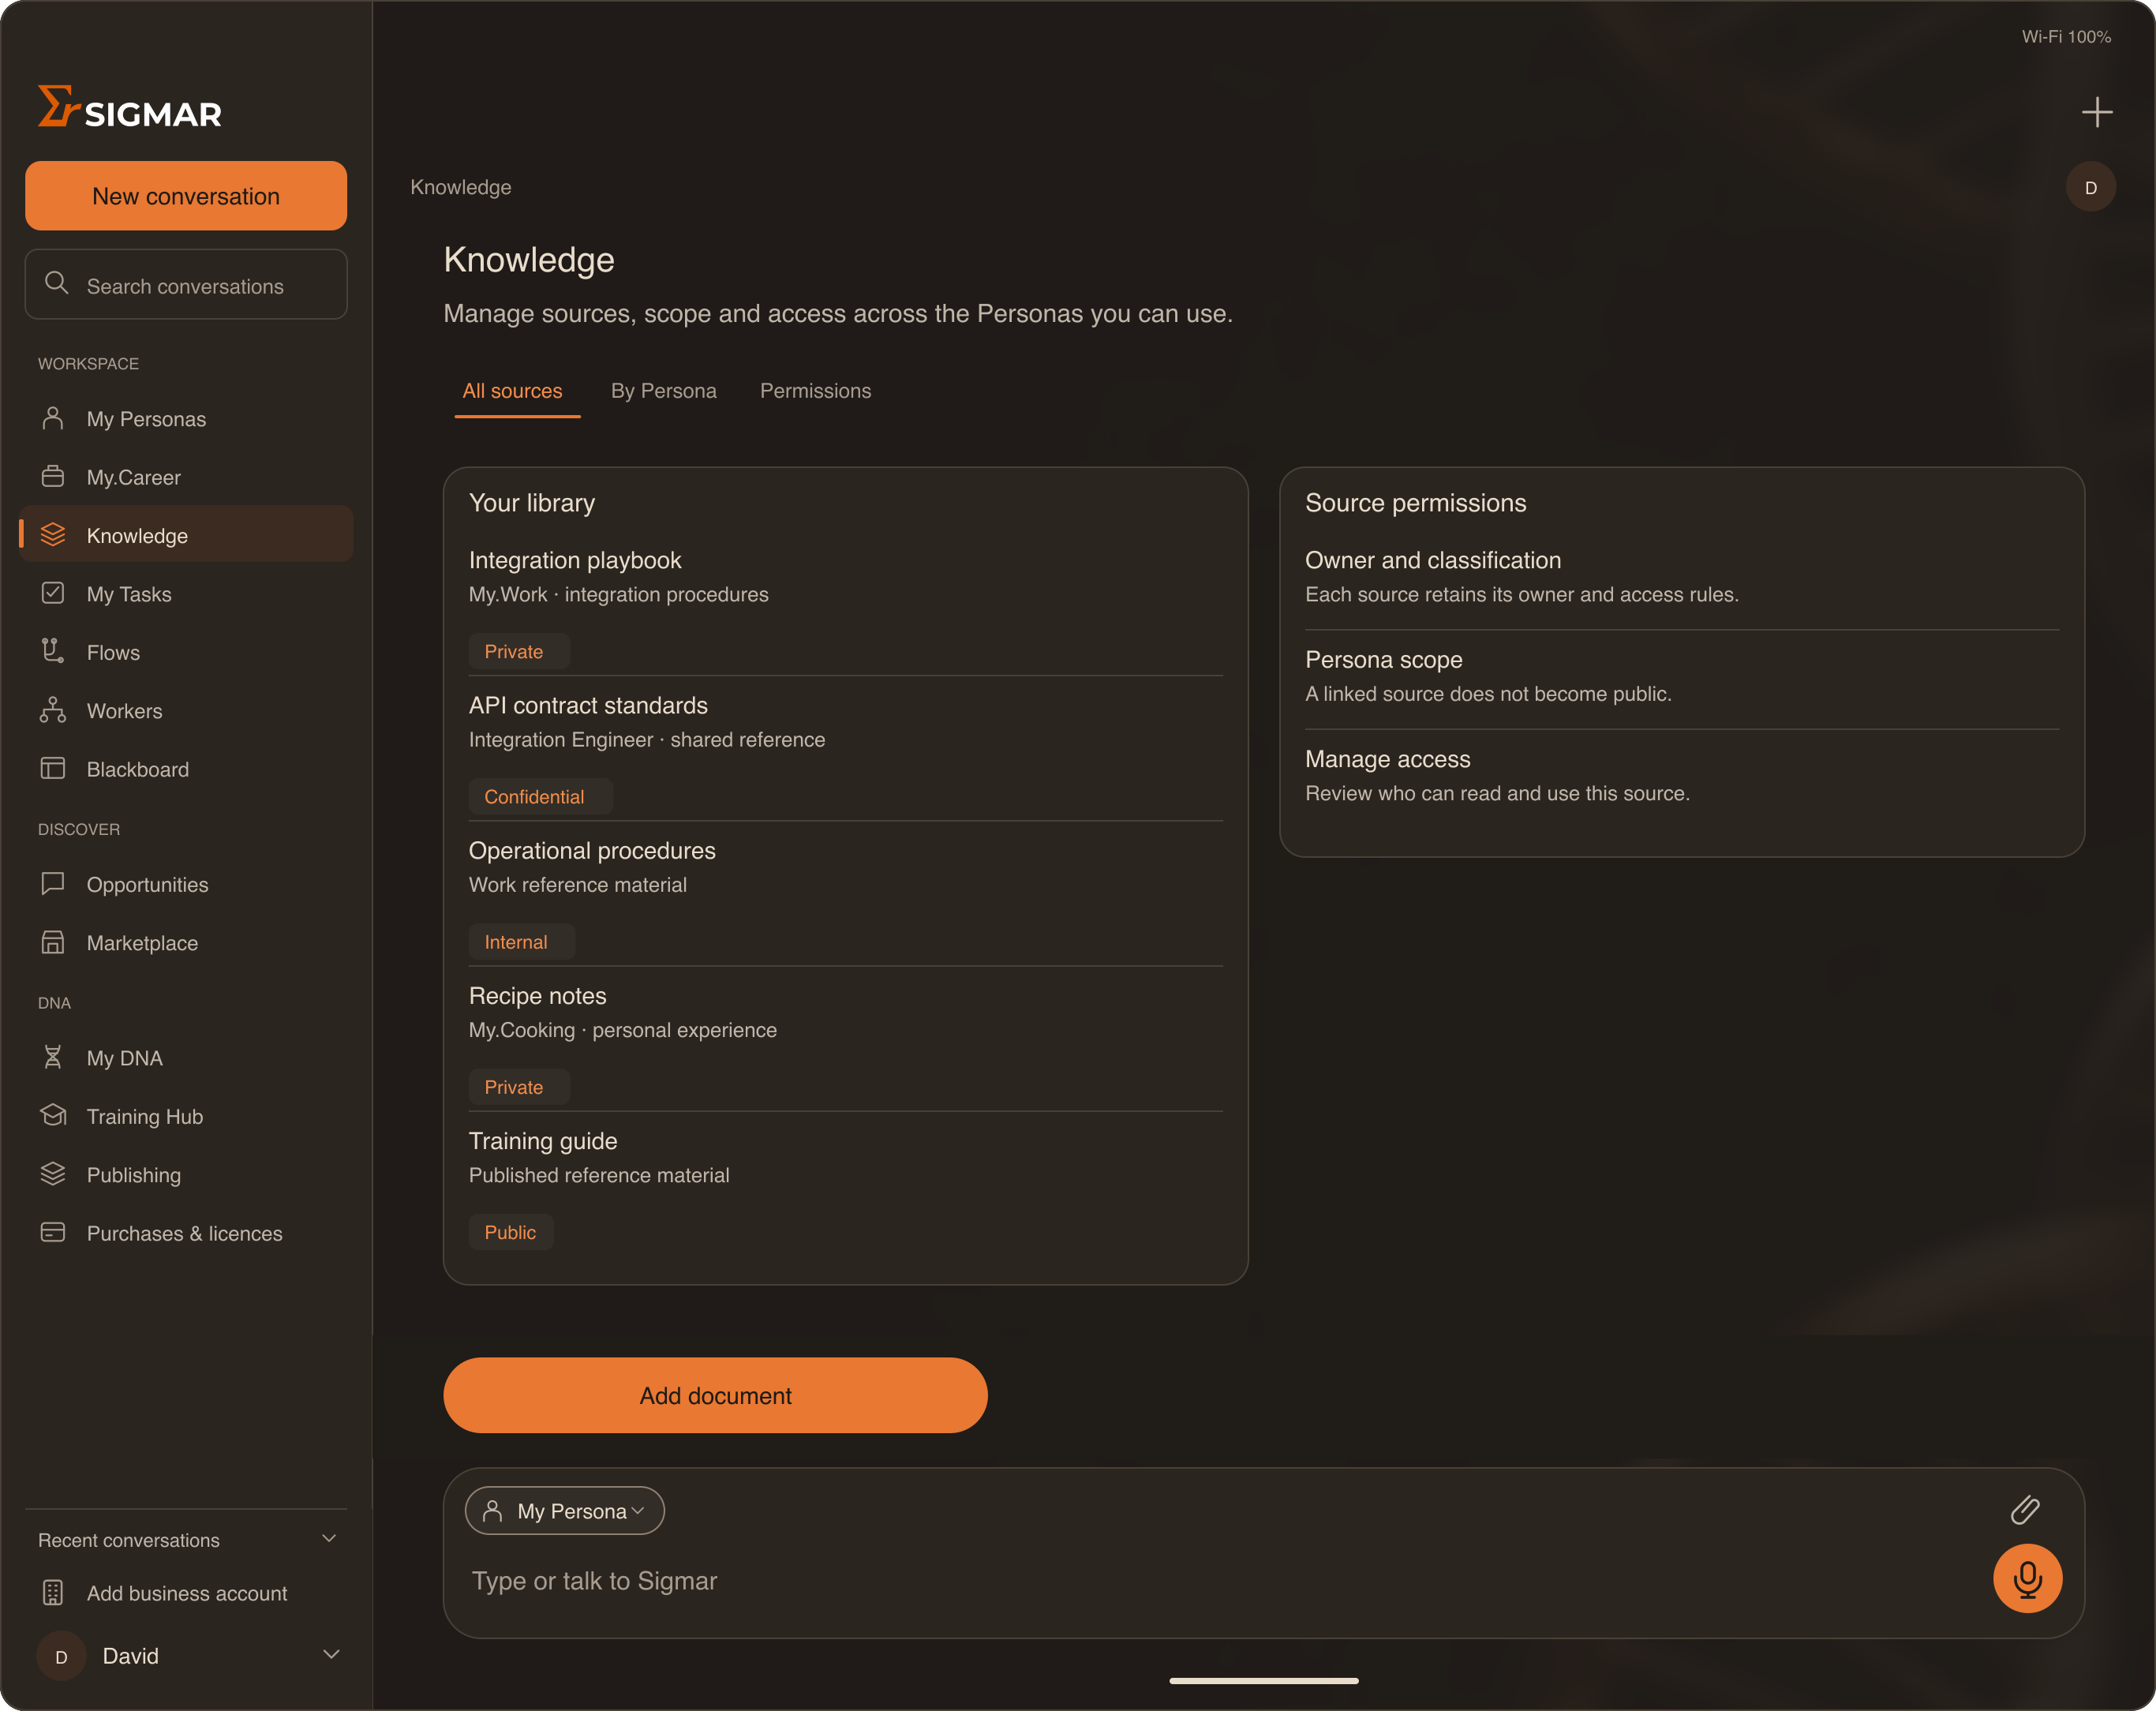 Wi-Fi 100%
Σr SIGMAR
New conversation
Search conversations
WORKSPACE
My Personas
My.Career
Knowledge
My Tasks
Flows
Workers
Blackboard
DISCOVER
Opportunities
Marketplace
DNA
My DNA
Training Hub
Publishing
Purchases & licences
Recent conversations
Add business account
D
David
Knowledge
D
Knowledge
Manage sources, scope and access across the Personas you can use.
All sources
By Persona
Permissions
Your library
Integration playbook
My.Work · integration procedures
Private
API contract standards
Integration Engineer · shared reference
Confidential
Operational procedures
Work reference material
Internal
Recipe notes
My.Cooking · personal experience
Private
Training guide
Published reference material
Public
Source permissions
Owner and classification
Each source retains its owner and access rules.
Persona scope
A linked source does not become public.
Manage access
Review who can read and use this source.
Add document
My Persona
Type or talk to Sigmar